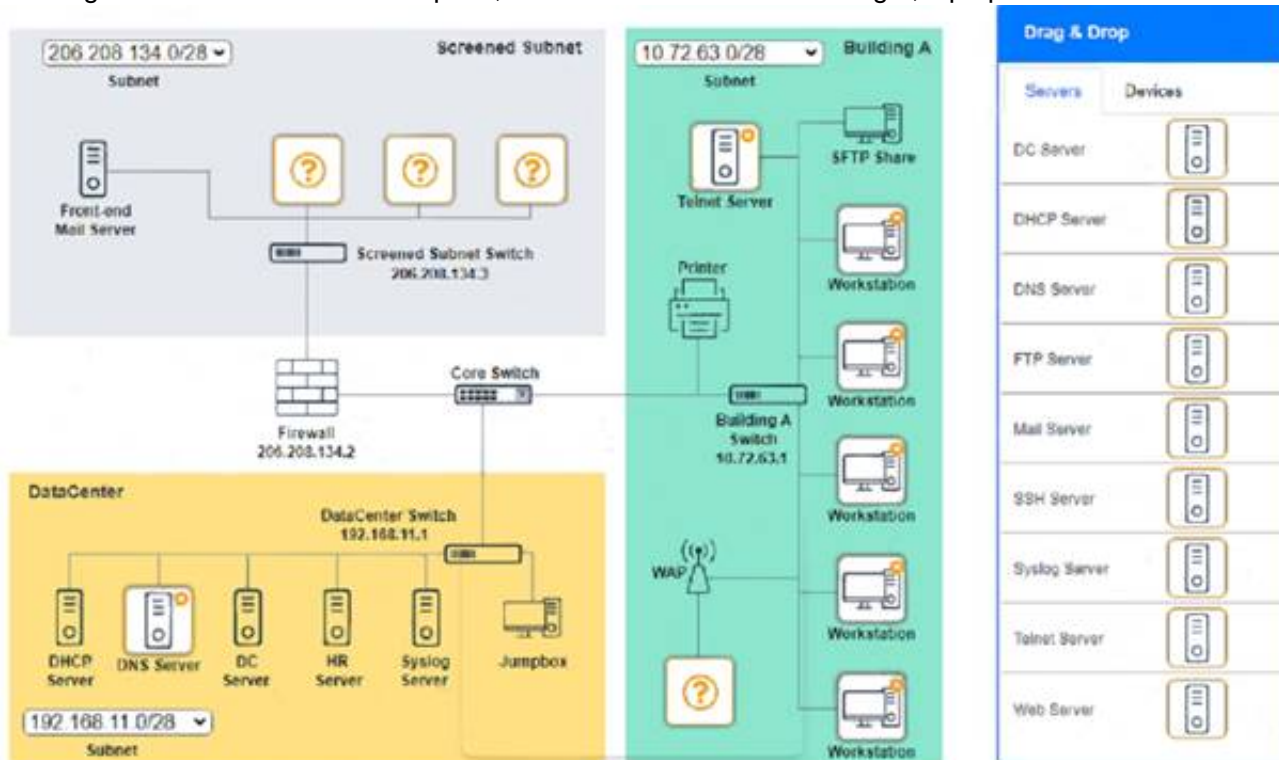 206.208.134.0/28
Subnet
Screened Subnet
Front-end
Mail Server
?
?
?
Screened Subnet Switch
206.208.134.3
Firewall
206.208.134.2
Core Switch
10.72.63.0/28
Subnet
Building A
Telnet Server
SFTP Share
Printer
Workstation
Workstation
Building A
Switch
10.72.63.1
Workstation
WAP
Workstation
?
Workstation
DataCenter
DataCenter Switch
192.168.11.1
DHCP
Server
DNS Server
DC
Server
HR
Server
Syslog
Server
Jumpbox
192.168.11.0/28
Subnet
Drag & Drop
Servers
Devices
DC Server
DHCP Server
DNS Server
FTP Server
Mail Server
SSH Server
Syslog Server
Telnet Server
Web Server